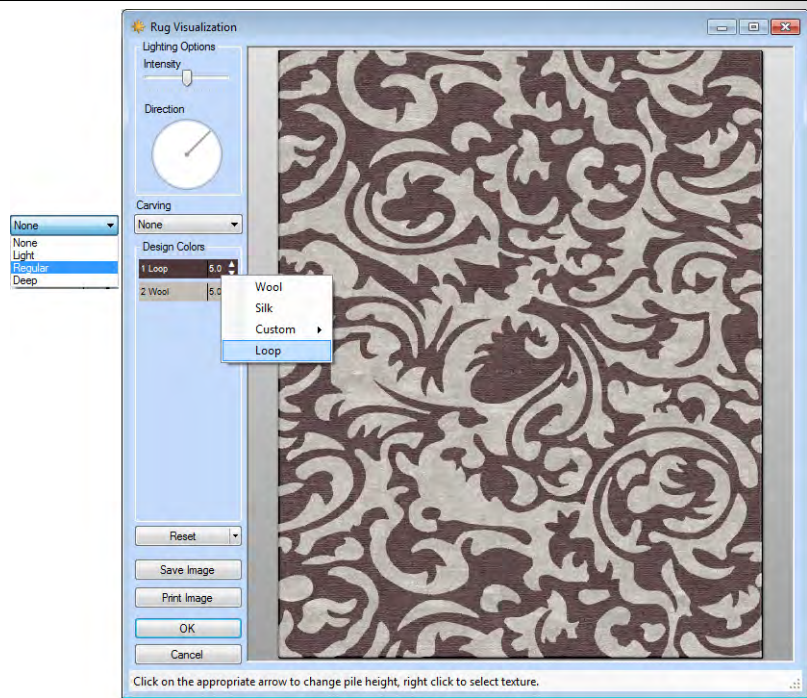 Rug Visualization
Lighting Options
Intensity
Direction
Carving
None
Design Colors
1 Loop 5.0
2 Wool 5.0
Wool
Silk
Custom
Loop
Reset
Save Image
Print Image
OK
Cancel
Click on the appropriate arrow to change pile height, right click to select texture.
None
None
Light
Regular
Deep